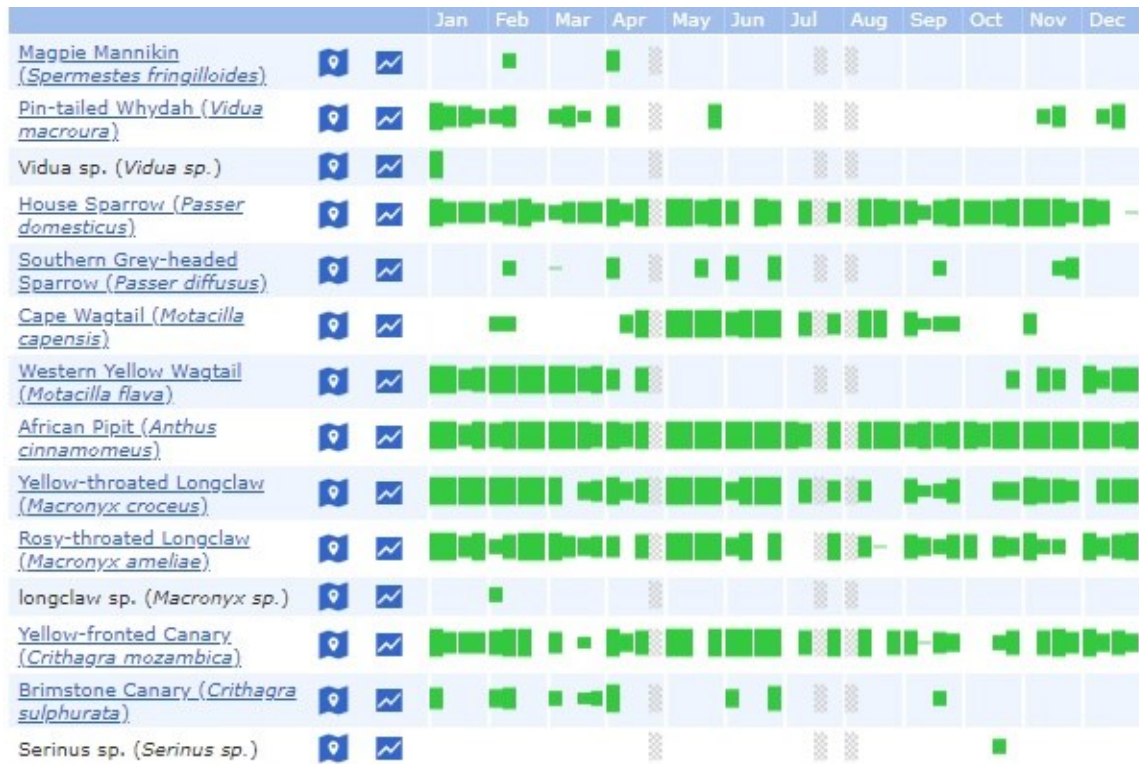 Jan Feb Mar Apr May Jun Jul Aug Sep Oct Nov Dec
Magpie Mannikin
(Spermestes fringilloides)
Pin-tailed Whydah (Vidua
macroura)
Vidua sp. (Vidua sp.)
House Sparrow (Passer
domesticus)
Southern Grey-headed
Sparrow (Passer diffusus)
Cape Wagtail (Motacilla
capensis)
Western Yellow Wagtail
(Motacilla flava)
African Pipit (Anthus
cinnamomeus)
Yellow-throated Longclaw
(Macronyx croceus)
Rosy-throated Longclaw
(Macronyx ameliae)
longclaw sp. (Macronyx sp.)
Yellow-fronted Canary
(Crithagra mozambica)
Brimstone Canary (Crithagra
sulphurata)
Serinus sp. (Serinus sp.)